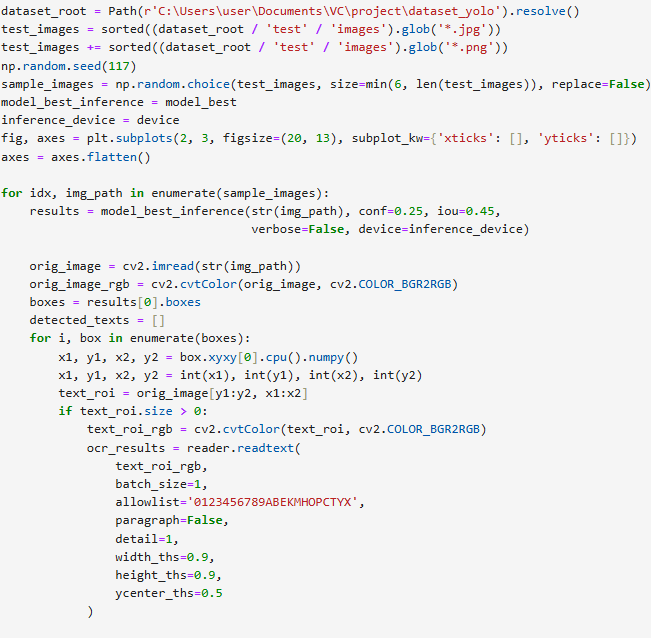 dataset_root = Path(r'C:\Users\user\Documents\VC\project\dataset_yolo').resolve()
test_images = sorted((dataset_root / 'test' / 'images').glob('*.jpg'))
test_images += sorted((dataset_root / 'test' / 'images').glob('*.png'))
np.random.seed(117)
sample_images = np.random.choice(test_images, size=min(6, len(test_images)), replace=False)
model_best_inference = model_best
inference_device = device
fig, axes = plt.subplots(2, 3, figsize=(20, 13), subplot_kw={'xticks': [], 'yticks': []})
axes = axes.flatten()

for idx, img_path in enumerate(sample_images):
    results = model_best_inference(str(img_path), conf=0.25, iou=0.45,
                                   verbose=False, device=inference_device)

    orig_image = cv2.imread(str(img_path))
    orig_image_rgb = cv2.cvtColor(orig_image, cv2.COLOR_BGR2RGB)
    boxes = results[0].boxes
    detected_texts = []
    for i, box in enumerate(boxes):
        x1, y1, x2, y2 = box.xyxy[0].cpu().numpy()
        x1, y1, x2, y2 = int(x1), int(y1), int(x2), int(y2)
        text_roi = orig_image[y1:y2, x1:x2]
        if text_roi.size > 0:
            text_roi_rgb = cv2.cvtColor(text_roi, cv2.COLOR_BGR2RGB)
            ocr_results = reader.readtext(
                text_roi_rgb,
                batch_size=1,
                allowlist='0123456789ABEKMHOPCTYX',
                paragraph=False,
                detail=1,
                width_ths=0.9,
                height_ths=0.9,
                ycenter_ths=0.5
            )